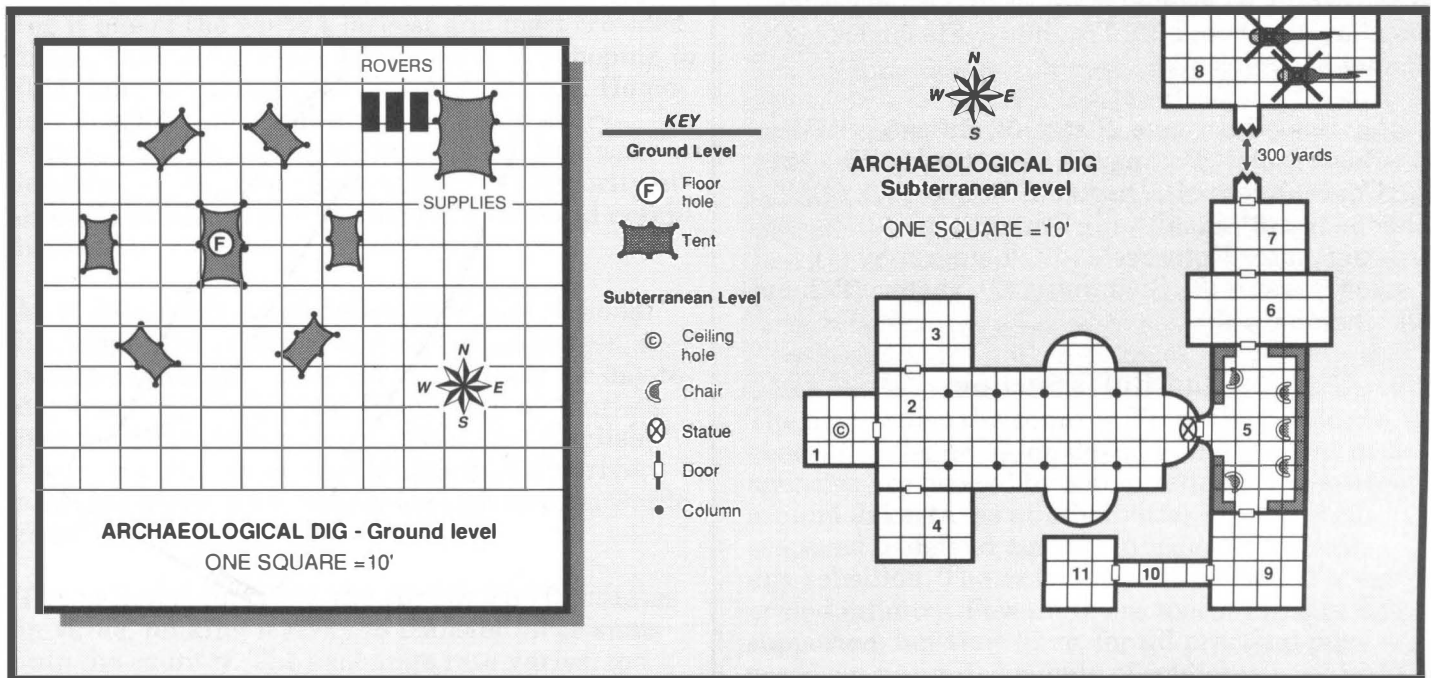 ROVERS
SUPPLIES
F
N
W E
S
ARCHAEOLOGICAL DIG - Ground level
ONE SQUARE =10'
KEY
Ground Level
F Floor
hole
Tent
Subterranean Level
© Ceiling
hole
Chair
Statue
Door
Column
N
W E
S
ARCHAEOLOGICAL DIG
Subterranean level
ONE SQUARE =10'
8
300 yards
7
6
3
2
5
©
1
4
11
10
9